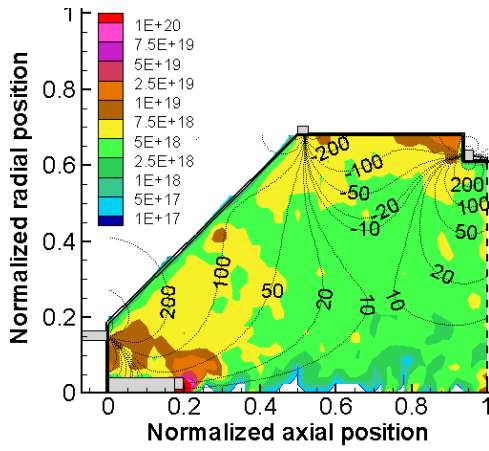 1
0.8
0.6
0.4
0.2
0
Normalized radial position
1E+20
7.5E+19
5E+19
2.5E+19
1E+19
7.5E+18
5E+18
2.5E+18
1E+18
5E+17
1E+17
-200
-100
-50
-20
-10
200
100
50
20
200
100
50
20
10
10
0 0.2 0.4 0.6 0.8 1
Normalized axial position